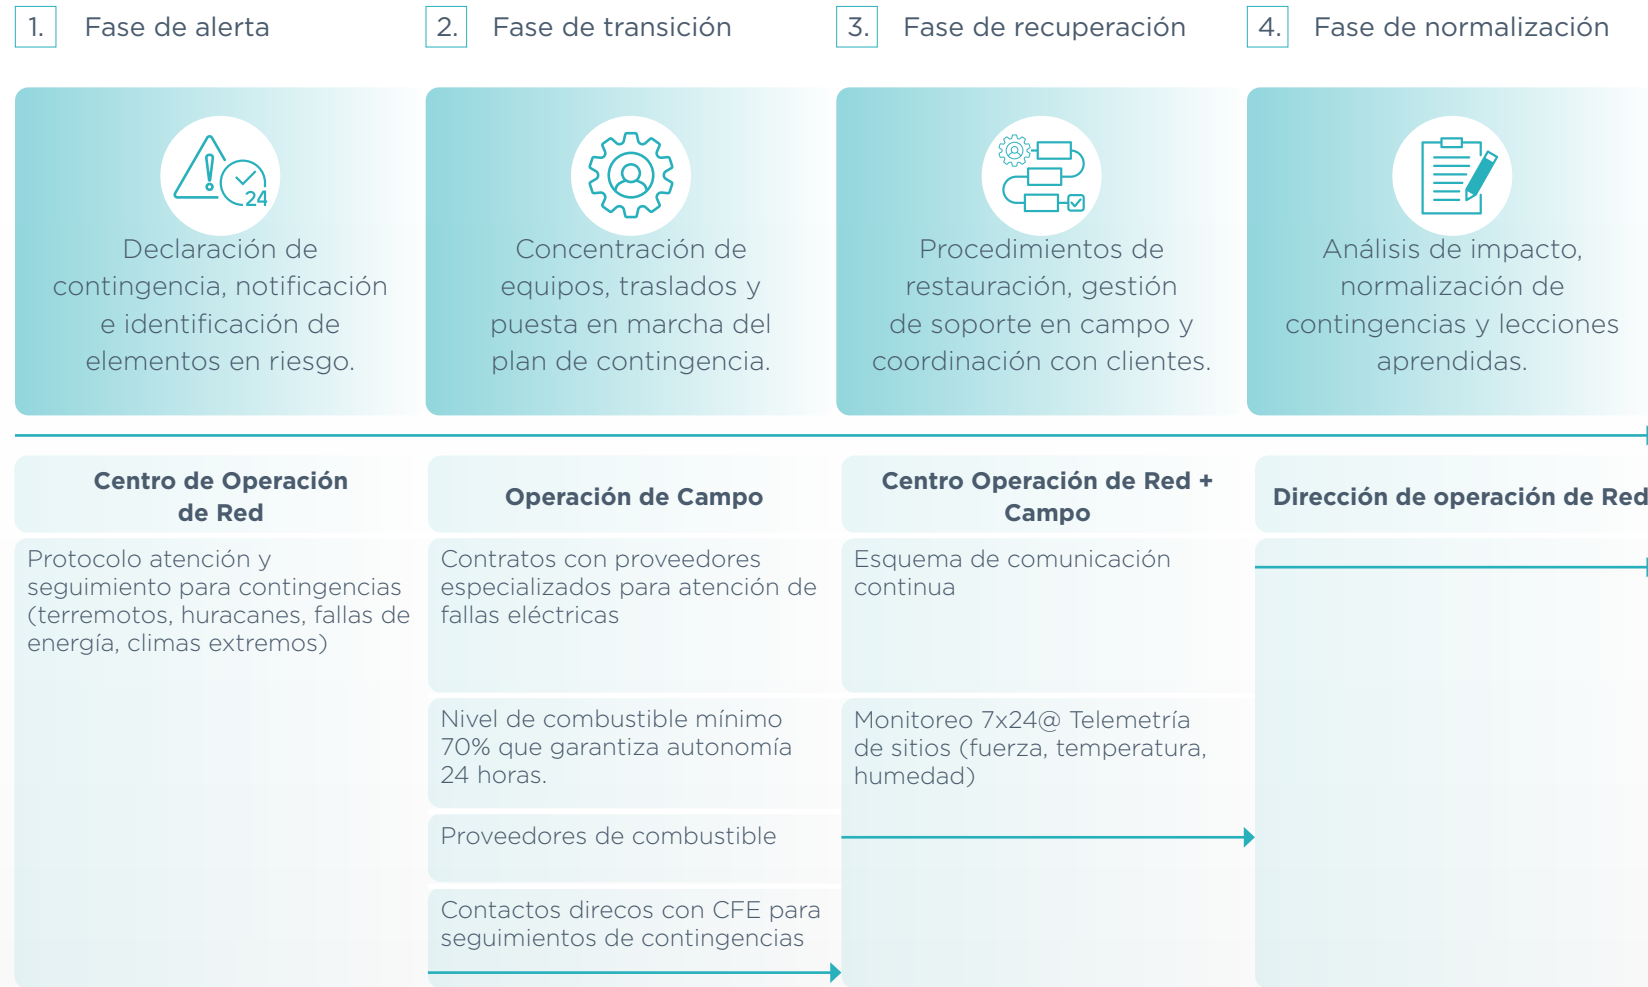 1. Fase de alerta
2. Fase de transición
3. Fase de recuperación
4. Fase de normalización
24
Declaración de
contingencia, notificación
e identificación de
elementos en riesgo.
Concentración de
equipos, traslados y
puesta en marcha del
plan de contingencia.
Procedimientos de
restauración, gestión
de soporte en campo y
coordinación con clientes.
Análisis de impacto,
normalización de
contingencias y lecciones
aprendidas.
Centro de Operación
de Red
Operación de Campo
Centro Operación de Red +
Campo
Dirección de operación de Red
Protocolo atención y
seguimiento para contingencias
(terremotos, huracanes, fallas de
energía, climas extremos)
Contratos con proveedores
especializados para atención de
fallas eléctricas
Nivel de combustible mínimo
70% que garantiza autonomía
24 horas.
Proveedores de combustible
Contactos direcos con CFE para
seguimientos de contingencias
Esquema de comunicación
continua
Monitoreo 7x24@ Telemetría
de sitios (fuerza, temperatura,
humedad)